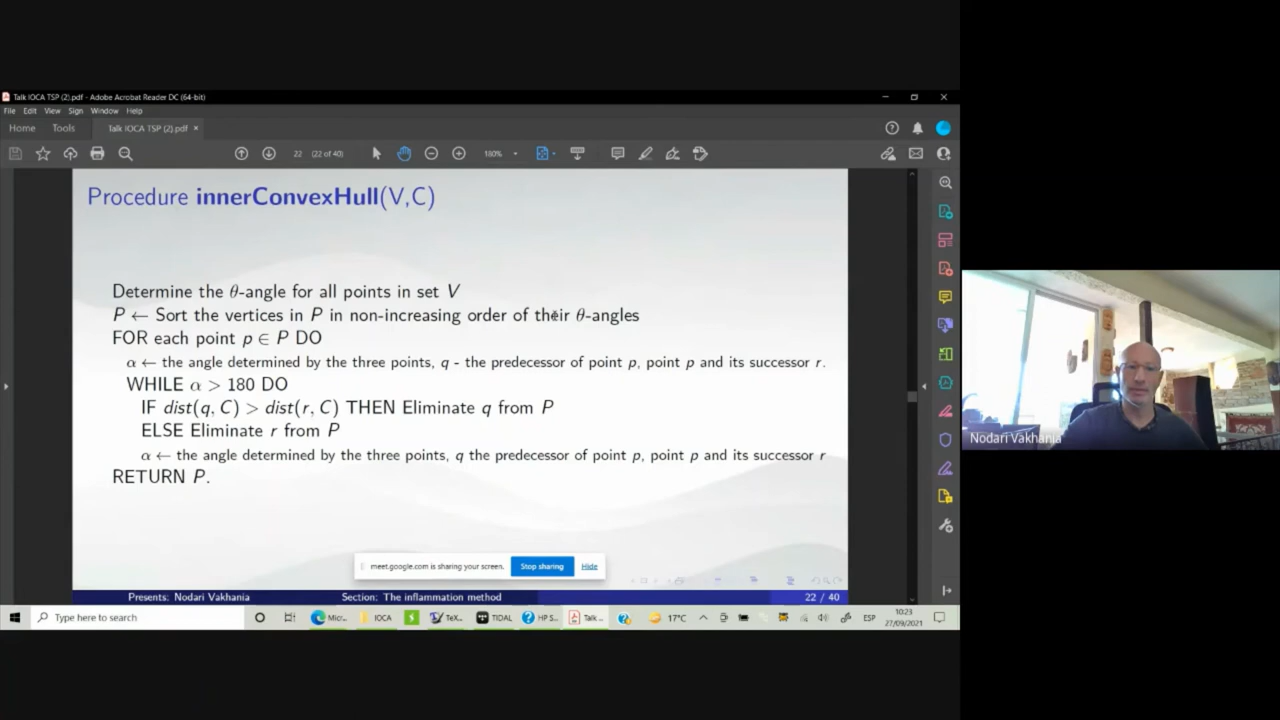 Talk IOCA TSP (2).pdf - Adobe Acrobat Reader DC (64-bit)
File Edit View Sign Window Help
Home Tools Talk IOCA TSP (2).pdf ×
22 (22 of 40) 180%
Procedure innerConvexHull(V,C)
Determine the θ-angle for all points in set V
P ← Sort the vertices in P in non-increasing order of their θ-angles
FOR each point p ∈ P DO
α ← the angle determined by the three points, q - the predecessor of point p, point p and its successor r.
WHILE α > 180 DO
IF dist(q, C) > dist(r, C) THEN Eliminate q from P
ELSE Eliminate r from P
α ← the angle determined by the three points, q the predecessor of point p, point p and its successor r
RETURN P.
meet.google.com is sharing your screen. Stop sharing Hide
Presents: Nodari Vakhania Section: The inflammation method 22 / 40
Type here to search Micr... IOCA TeX... TIDAL HP S... Talk ... 17°C ESP 10:23
27/09/2021
Nodari Vakhania